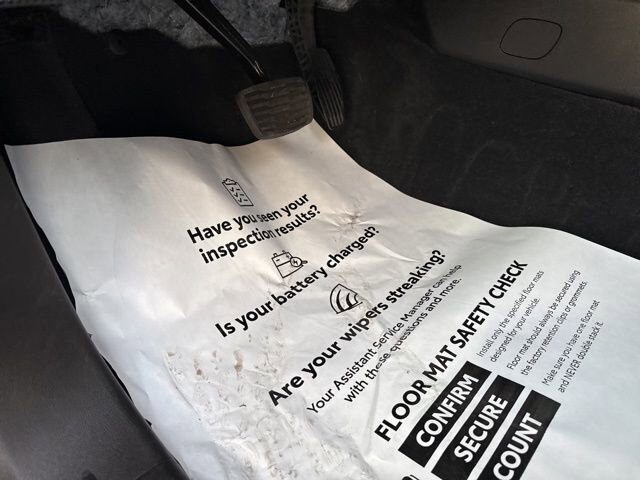 Have you seen your
inspection results?
Is your battery charged?
Are your wipers streaking?
Your Assistant Service Manager can help
with these questions and more.
FLOOR MAT SAFETY CHECK
CONFIRM
Install only the specified floor mats
designed for your vehicle.
SECURE
Floor mat should always be secured using
the factory retention clips or grommets.
COUNT
Make sure you have one floor mat
and NEVER double stack it.